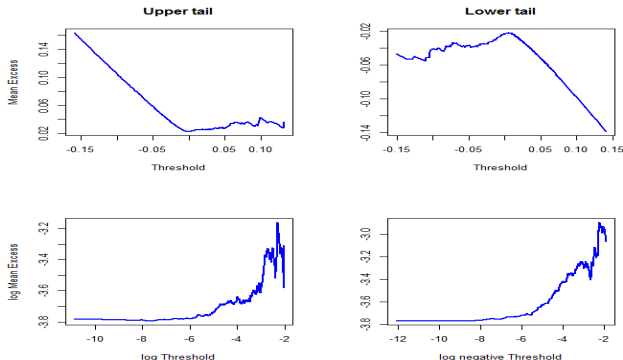 Upper tail
Mean Excess
0.02 0.06 0.10 0.14
-0.15 -0.05 0.05 0.10
Threshold
Lower tail
-0.14 -0.10 -0.06 -0.02
-0.15 -0.05 0.05 0.10 0.15
Threshold
log Mean Excess
-3.8 -3.6 -3.4 -3.2
-10 -8 -6 -4 -2
log Threshold
-3.8 -3.6 -3.4 -3.2 -3.0
-12 -10 -8 -6 -4 -2
log negative Threshold